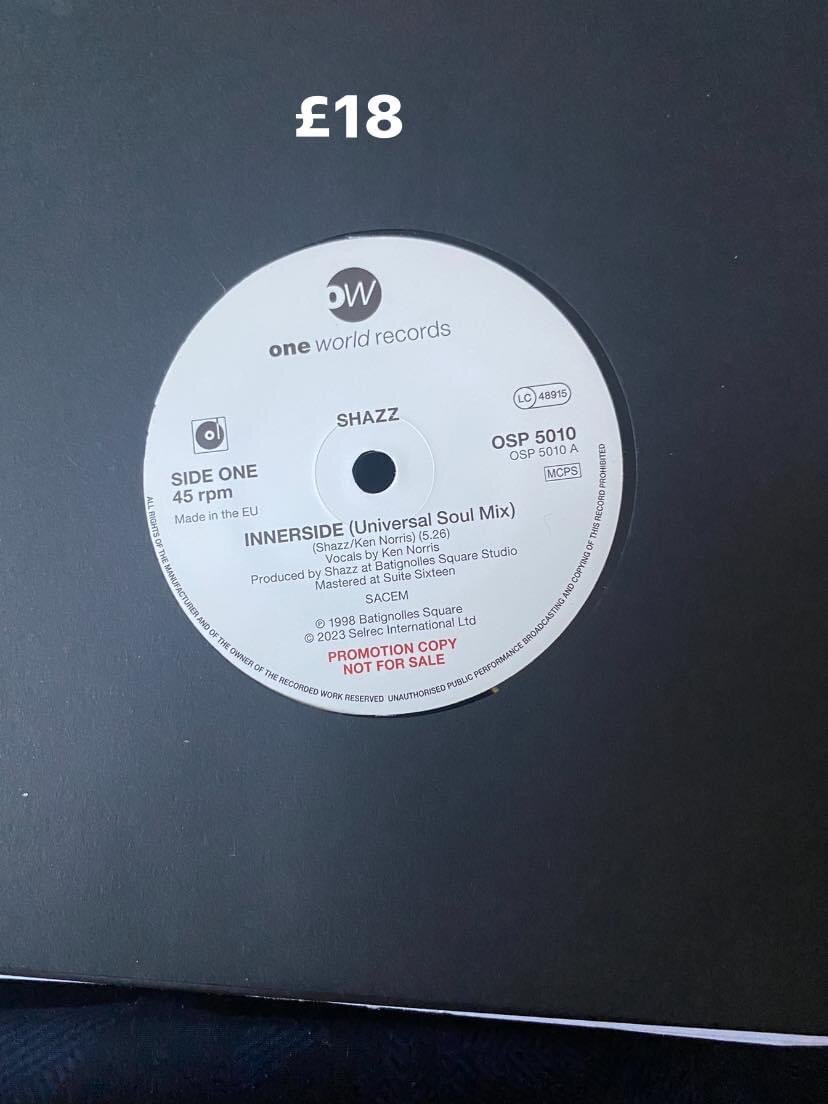 £18
OW
one world records
LC 48915
SHAZZ
ol
SIDE ONE
45 rpm
Made in the EU
OSP 5010
OSP 5010 A
MCPS
INNERSIDE (Universal Soul Mix)
(Shazz/Ken Norris) (5.26)
Vocals by Ken Norris
Produced by Shazz at Batignolles Square Studio
Mastered at Suite Sixteen
SACEM
℗ 1998 Batignolles Square
© 2023 Selrec International Ltd
PROMOTION COPY
NOT FOR SALE
ALL RIGHTS OF THE MANUFACTURER AND OF THE OWNER OF THE RECORDED WORK RESERVED UNAUTHORISED PUBLIC PERFORMANCE BROADCASTING AND COPYING OF THIS RECORD PROHIBITED